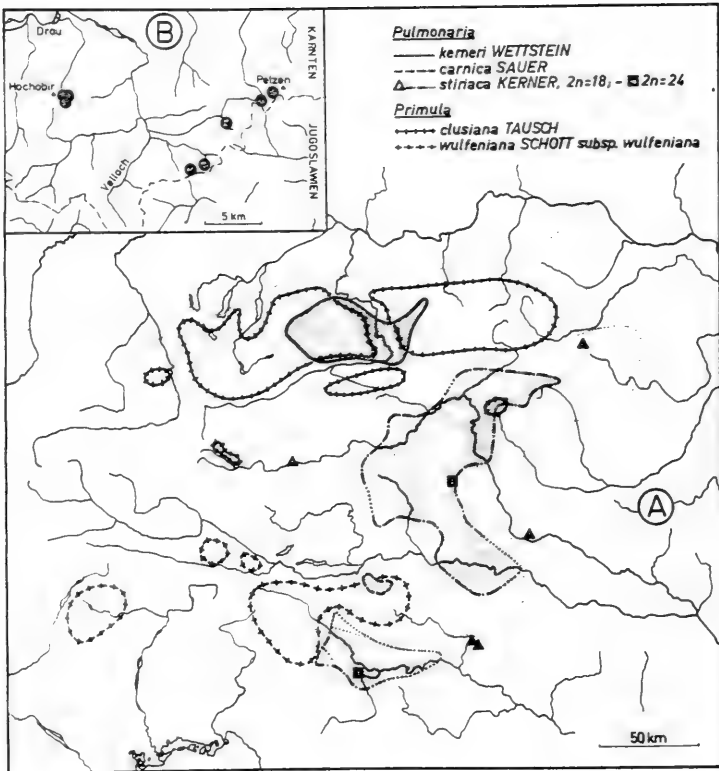 Drau
B
KÄRNTEN
Hochobir
Petzen
Vellach
JUGOSLAWIEN
5 km
Pulmonaria
kerneri WETTSTEIN
carnica SAUER
stiriaca KERNER, 2n=18; - 2n=24
Primula
clusiana TAUSCH
wulfeniana SCHOTT subsp. wulfeniana
A
50 km